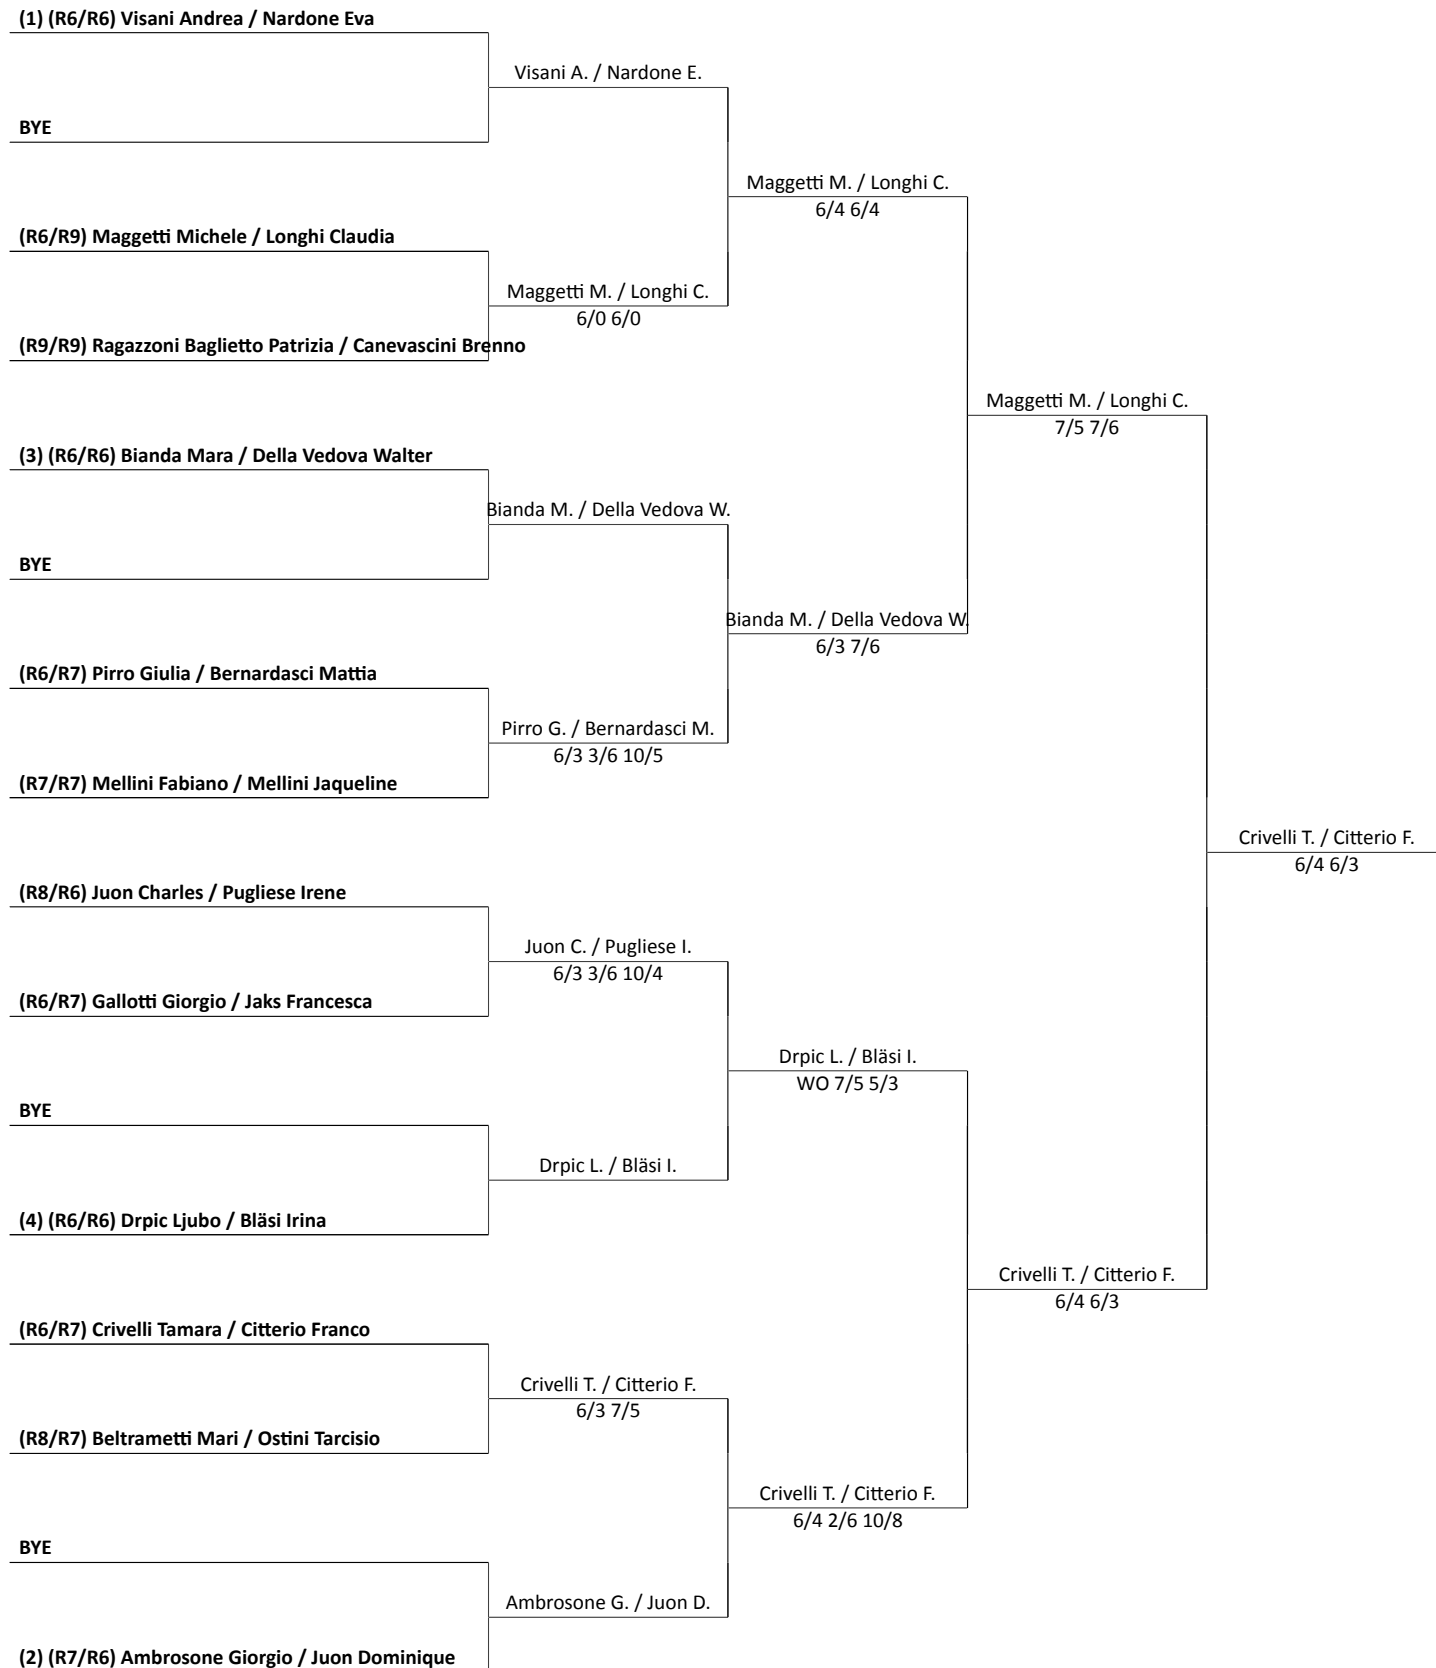 (1) (R6/R6) Visani Andrea / Nardone Eva
Visani A. / Nardone E.
BYE
Maggetti M. / Longhi C.
6/4 6/4
(R6/R9) Maggetti Michele / Longhi Claudia
Maggetti M. / Longhi C.
6/0 6/0
(R9/R9) Ragazzoni Baglietto Patrizia / Canevascini Brenno
Maggetti M. / Longhi C.
7/5 7/6
(3) (R6/R6) Bianda Mara / Della Vedova Walter
Bianda M. / Della Vedova W.
BYE
Bianda M. / Della Vedova W.
6/3 7/6
(R6/R7) Pirro Giulia / Bernardasci Mattia
Pirro G. / Bernardasci M.
6/3 3/6 10/5
(R7/R7) Mellini Fabiano / Mellini Jaqueline
Crivelli T. / Citterio F.
6/4 6/3
(R8/R6) Juon Charles / Pugliese Irene
Juon C. / Pugliese I.
6/3 3/6 10/4
(R6/R7) Gallotti Giorgio / Jaks Francesca
Drpic L. / Bläsi I.
WO 7/5 5/3
BYE
Drpic L. / Bläsi I.
(4) (R6/R6) Drpic Ljubo / Bläsi Irina
Crivelli T. / Citterio F.
6/4 6/3
(R6/R7) Crivelli Tamara / Citterio Franco
Crivelli T. / Citterio F.
6/3 7/5
(R8/R7) Beltrametti Mari / Ostini Tarcisio
Crivelli T. / Citterio F.
6/4 2/6 10/8
BYE
Ambrosone G. / Juon D.
(2) (R7/R6) Ambrosone Giorgio / Juon Dominique